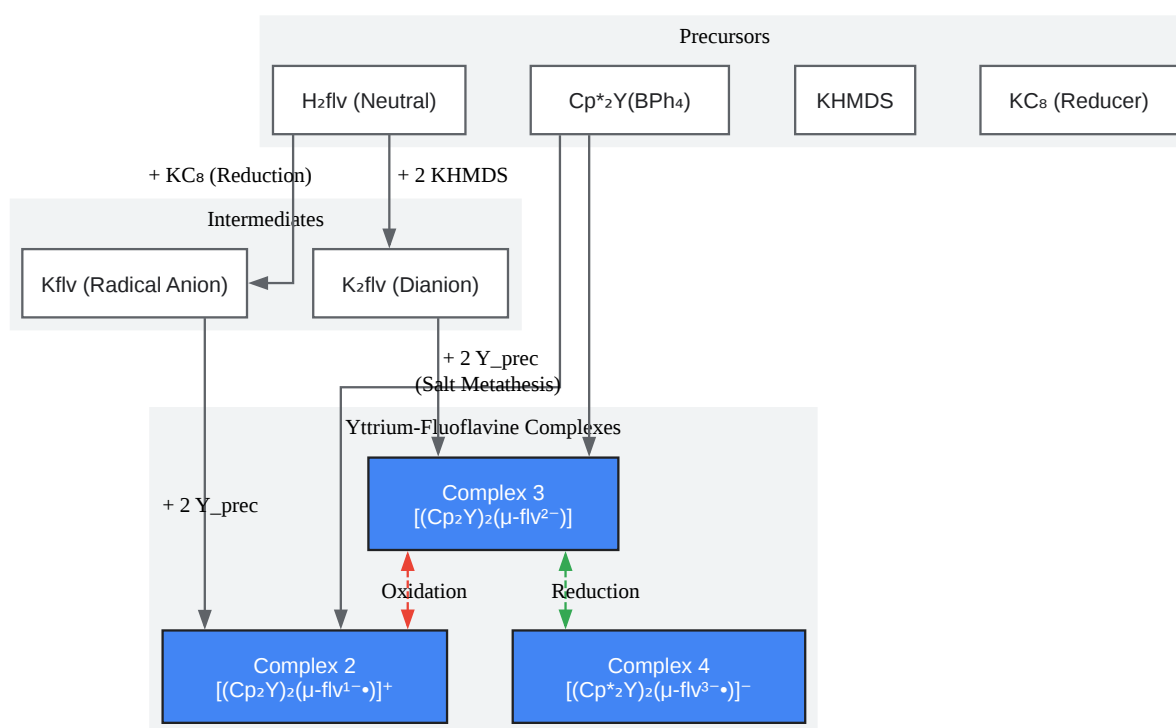 Precursors
H₂flv (Neutral)
Cp*₂Y(BPh₄)
KHMDS
KC₈ (Reducer)
+ KC₈ (Reduction)
+ 2 KHMDS
Intermediates
Kflv (Radical Anion)
K₂flv (Dianion)
+ 2 Y_prec
(Salt Metathesis)
Yttrium-Fluoflavine Complexes
Complex 3
[(Cp₂Y)₂(μ-flv²⁻)]
+ 2 Y_prec
Oxidation
Reduction
Complex 2
[(Cp₂Y)₂(μ-flv¹⁻•)]⁺
Complex 4
[(Cp*₂Y)₂(μ-flv³⁻•)]⁻